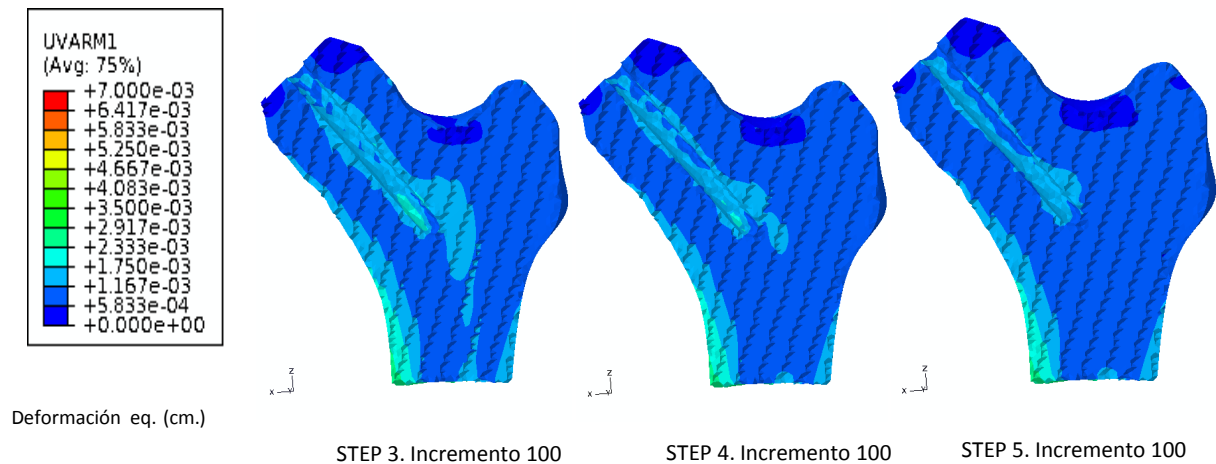 UVARM1
(Avg: 75%)
+7.000e-03
+6.417e-03
+5.833e-03
+5.250e-03
+4.667e-03
+4.083e-03
+3.500e-03
+2.917e-03
+2.333e-03
+1.750e-03
+1.167e-03
+5.833e-04
+0.000e+00
Deformación eq. (cm.)
z
x
Y
z
x
Y
z
x
Y
STEP 3. Incremento 100
STEP 4. Incremento 100
STEP 5. Incremento 100